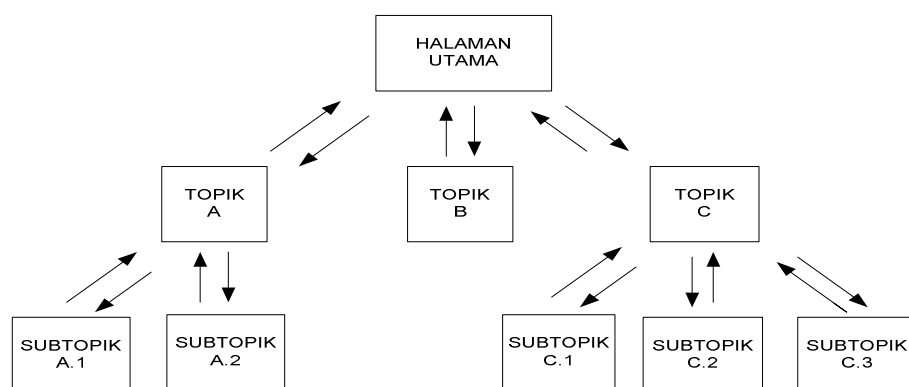 HALAMAN
UTAMA
TOPIK
A
TOPIK
B
TOPIK
C
SUBTOPIK
A.1
SUBTOPIK
A.2
SUBTOPIK
C.1
SUBTOPIK
C.2
SUBTOPIK
C.3